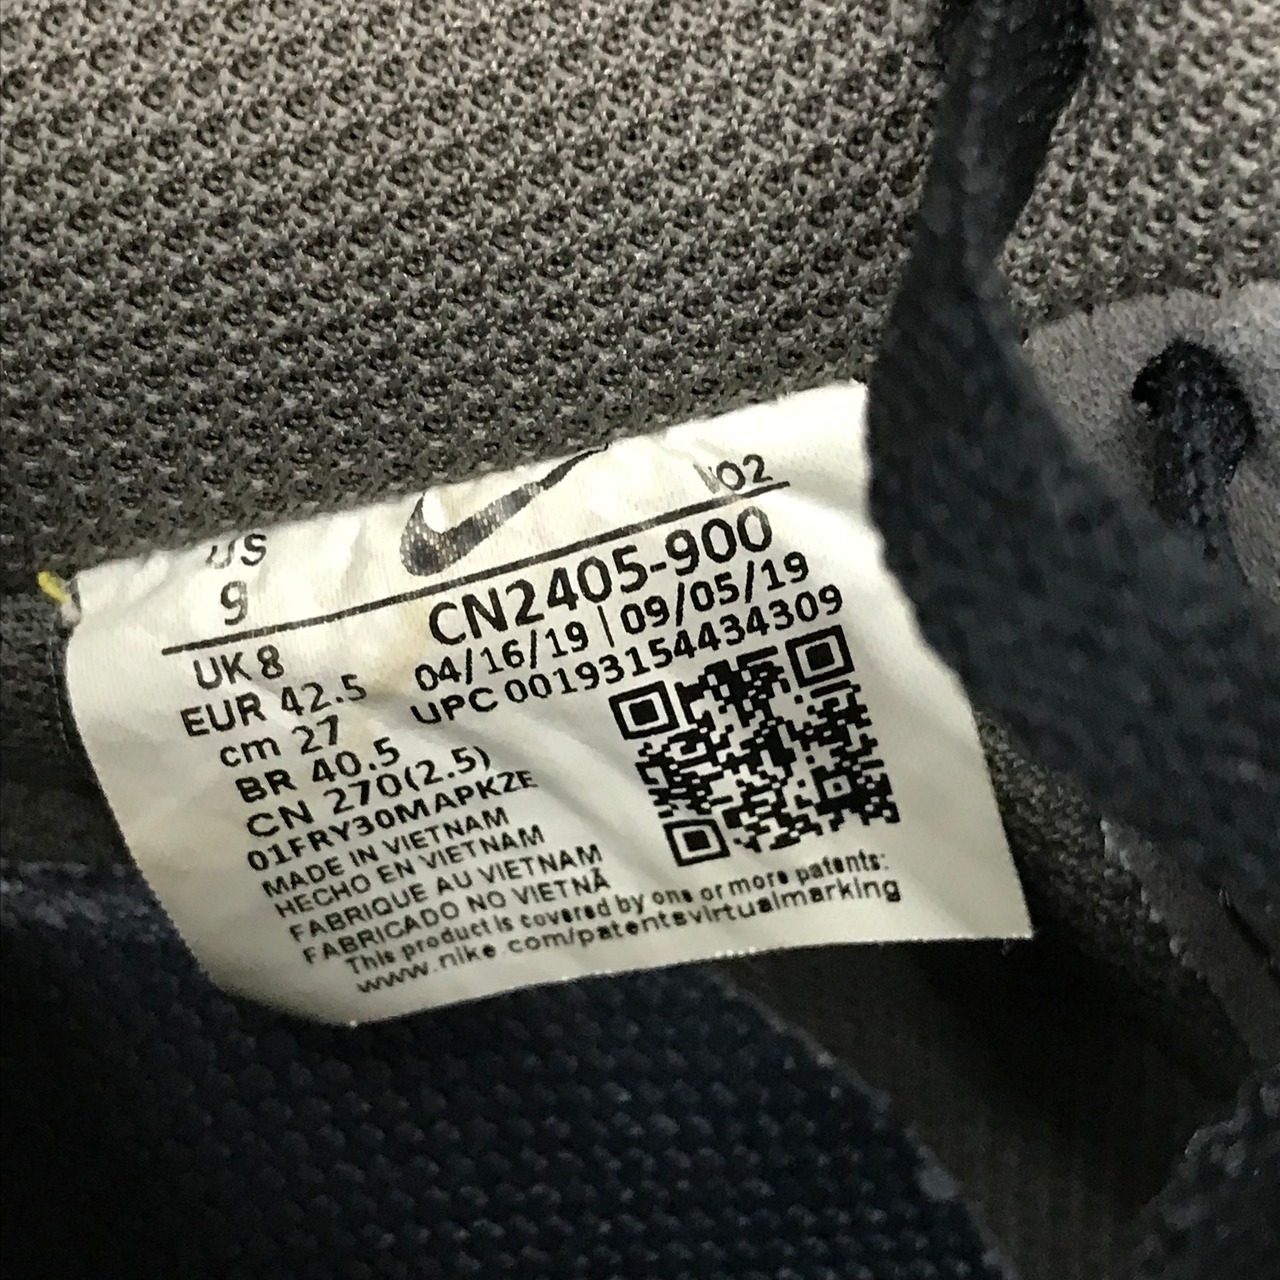 US
9
UK 8
EUR 42.5
cm 27
BR 40.5
CN 270(2.5)
01FRY30MAPKZE
MADE IN VIETNAM
HECHO EN VIETNAM
FABRIQUE AU VIETNAM
FABRICADO NO VIETNÃ
This product is covered by one or more patents:
www.nike.com/patentsvirtualmarking
CN2405-900
04/16/19 | 09/05/19
UPC 00193154434309